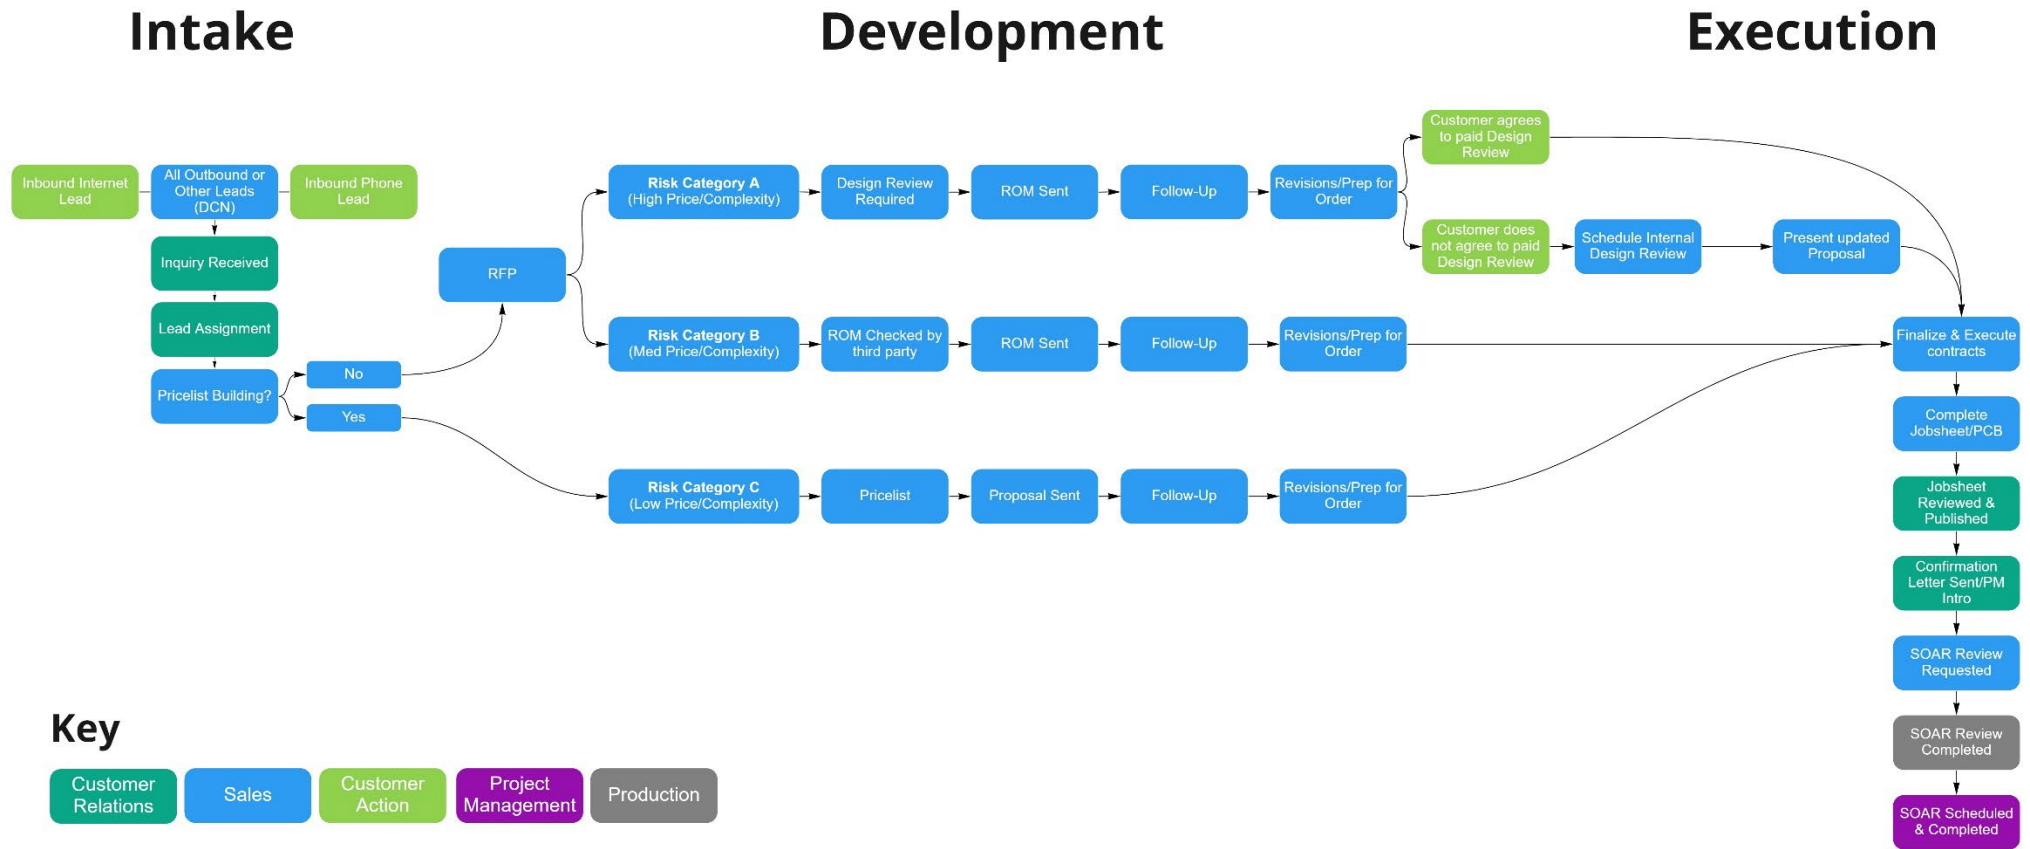 Intake
Development
Execution
Inbound Internet
Lead
All Outbound or
Other Leads
(DCN)
Inbound Phone
Lead
Inquiry Received
Lead Assignment
Pricelist Building?
No
Yes
RFP
Risk Category A
(High Price/Complexity)
Design Review
Required
ROM Sent
Follow-Up
Revisions/Prep for
Order
Customer agrees
to paid Design
Review
Customer does
not agree to paid
Design Review
Schedule Internal
Design Review
Present updated
Proposal
Risk Category B
(Med Price/Complexity)
ROM Checked by
third party
ROM Sent
Follow-Up
Revisions/Prep for
Order
Risk Category C
(Low Price/Complexity)
Pricelist
Proposal Sent
Follow-Up
Revisions/Prep for
Order
Finalize & Execute
contracts
Complete
Jobsheet/PCB
Jobsheet
Reviewed &
Published
Confirmation
Letter Sent/PM
Intro
SOAR Review
Requested
SOAR Review
Completed
SOAR Scheduled
& Completed
Key
Customer
Relations
Sales
Customer
Action
Project
Management
Production